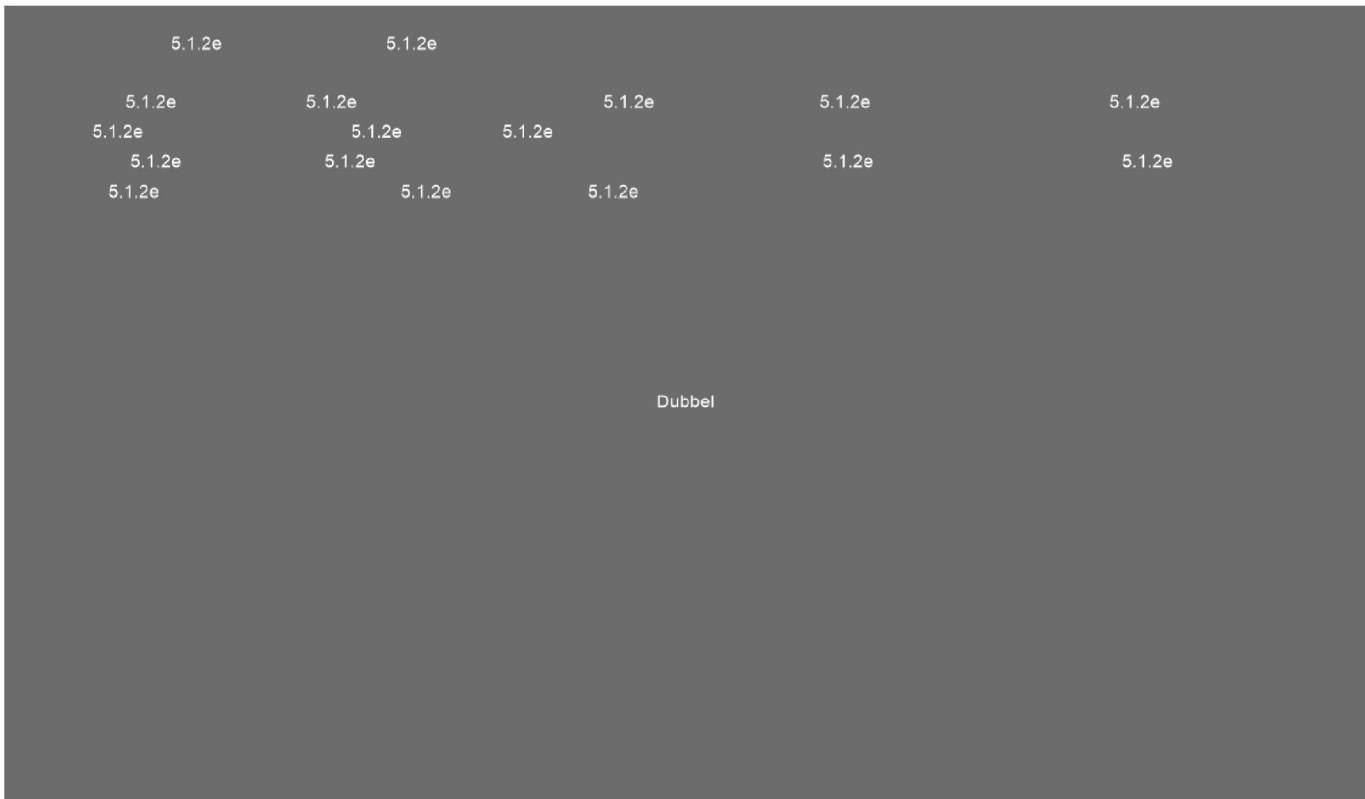 5.1.2e 5.1.2e
5.1.2e 5.1.2e 5.1.2e 5.1.2e 5.1.2e
5.1.2e 5.1.2e 5.1.2e
5.1.2e 5.1.2e 5.1.2e 5.1.2e
5.1.2e 5.1.2e 5.1.2e
Dubbel